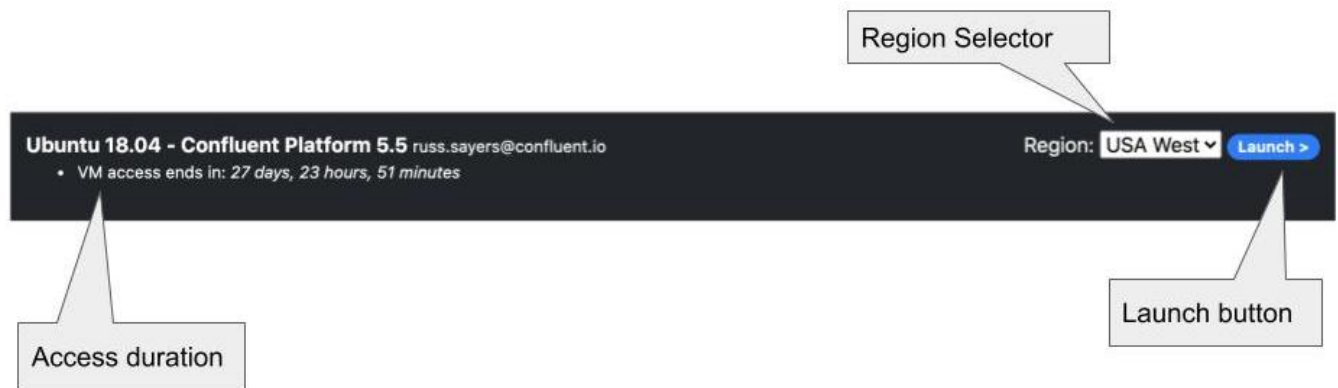 Region Selector
Ubuntu 18.04 - Confluent Platform 5.5 russ.sayers@confluent.io
Region: USA West Launch >
• VM access ends in: 27 days, 23 hours, 51 minutes
Launch button
Access duration